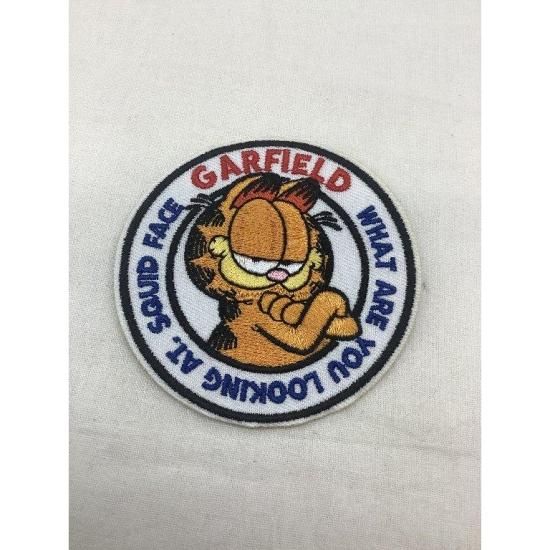 GARFIELD
WHAT ARE YOU LOOKING AT. SQUID FACE